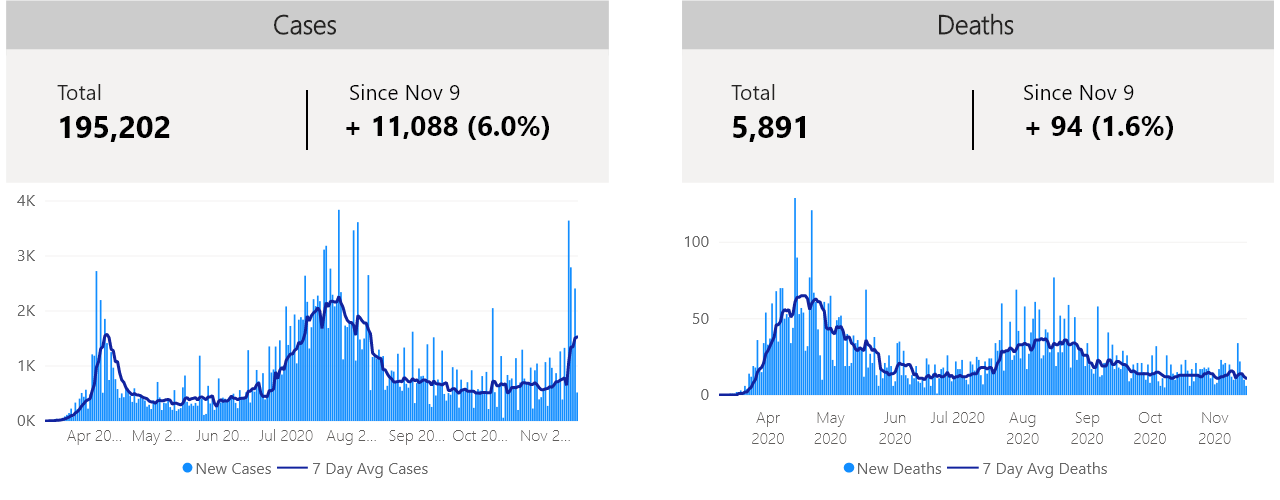 Cases
Total
195,202
Since Nov 9
+ 11,088 (6.0%)
4K
3K
2K
1K
0K
Apr 20... May 2... Jun 20... Jul 2020 Aug 2... Sep 20... Oct 20... Nov 2...
New Cases 7 Day Avg Cases
Deaths
Total
5,891
Since Nov 9
+ 94 (1.6%)
100
50
0
Apr May Jun Jul 2020 Aug Sep Oct Nov
2020 2020 2020 2020 2020 2020 2020
New Deaths 7 Day Avg Deaths